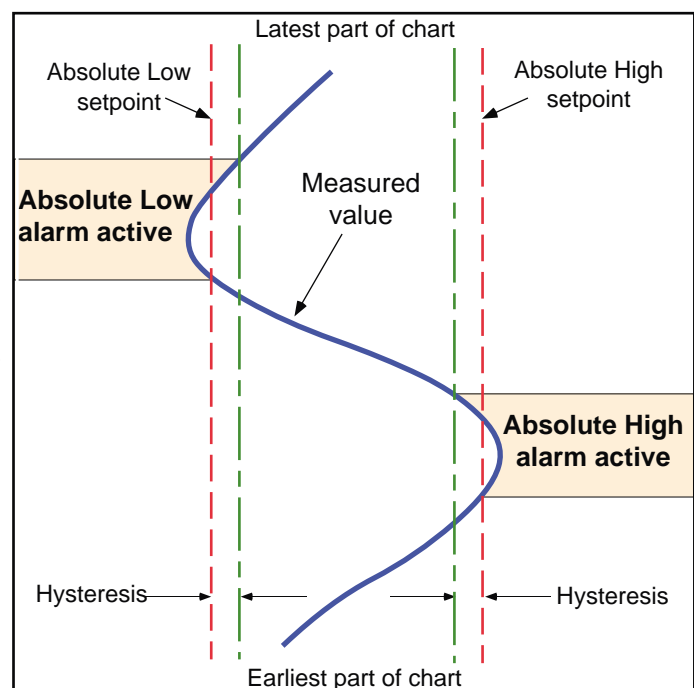 Latest part of chart
Absolute Low
setpoint
Absolute High
setpoint
Measured
value
Absolute Low
alarm active
Absolute High
alarm active
Hysteresis
Hysteresis
Earliest part of chart